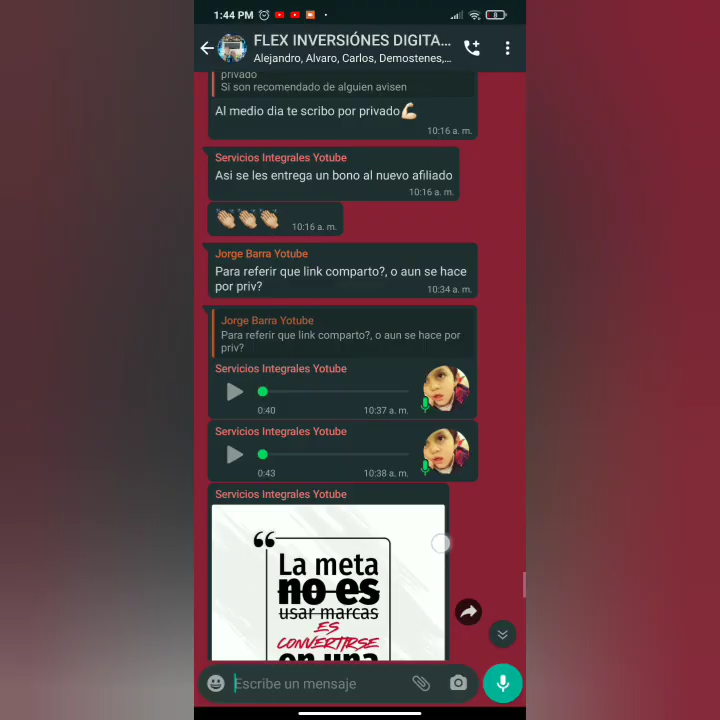 1:44 PM
8
FLEX INVERSIÓNES DIGITA...
Alejandro, Alvaro, Carlos, Demostenes,...
privado
Si son recomendado de alguien avisen
Al medio dia te scribo por privado💪🏼
10:16 a. m.
Servicios Integrales Yotube
Asi se les entrega un bono al nuevo afiliado
10:16 a. m.
👏🏼👏🏼👏🏼
10:16 a. m.
Jorge Barra Yotube
Para referir que link comparto?, o aun se hace
por priv?
10:34 a. m.
Jorge Barra Yotube
Para referir que link comparto?, o aun se hace por
priv?
Servicios Integrales Yotube
0:40
10:37 a. m.
Servicios Integrales Yotube
0:43
10:38 a. m.
Servicios Integrales Yotube
“
La meta
no es
usar marcas
ES
CONVERTIRSE
en una
Escribe un mensaje